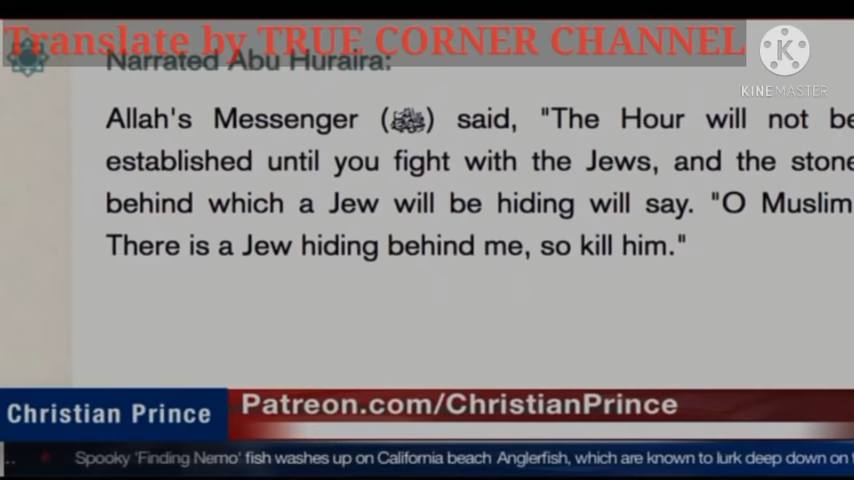 Translate by TRUE CORNER CHANNEL
Narrated Abu Huraira:
KINEMASTER
Allah's Messenger (ﷺ) said, "The Hour will not be
established until you fight with the Jews, and the stone
behind which a Jew will be hiding will say. "O Muslim
There is a Jew hiding behind me, so kill him."
Christian Prince
Patreon.com/ChristianPrince
.. Spooky 'Finding Nemo' fish washes up on California beach Anglerfish, which are known to lurk deep down on